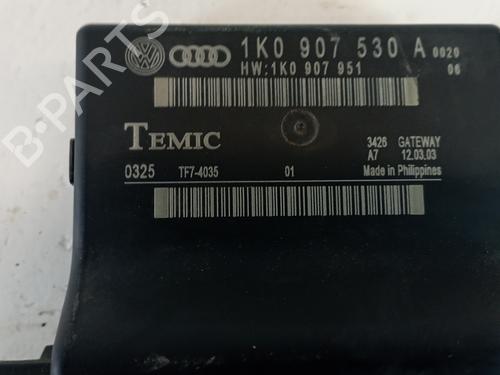 1K0 907 530 A 0020
HW:1K0 907 951 06
TEMIC
3426 GATEWAY
A7 12.03.03
0325 TF7-4035 01 Made in Philippines
B-PARTS